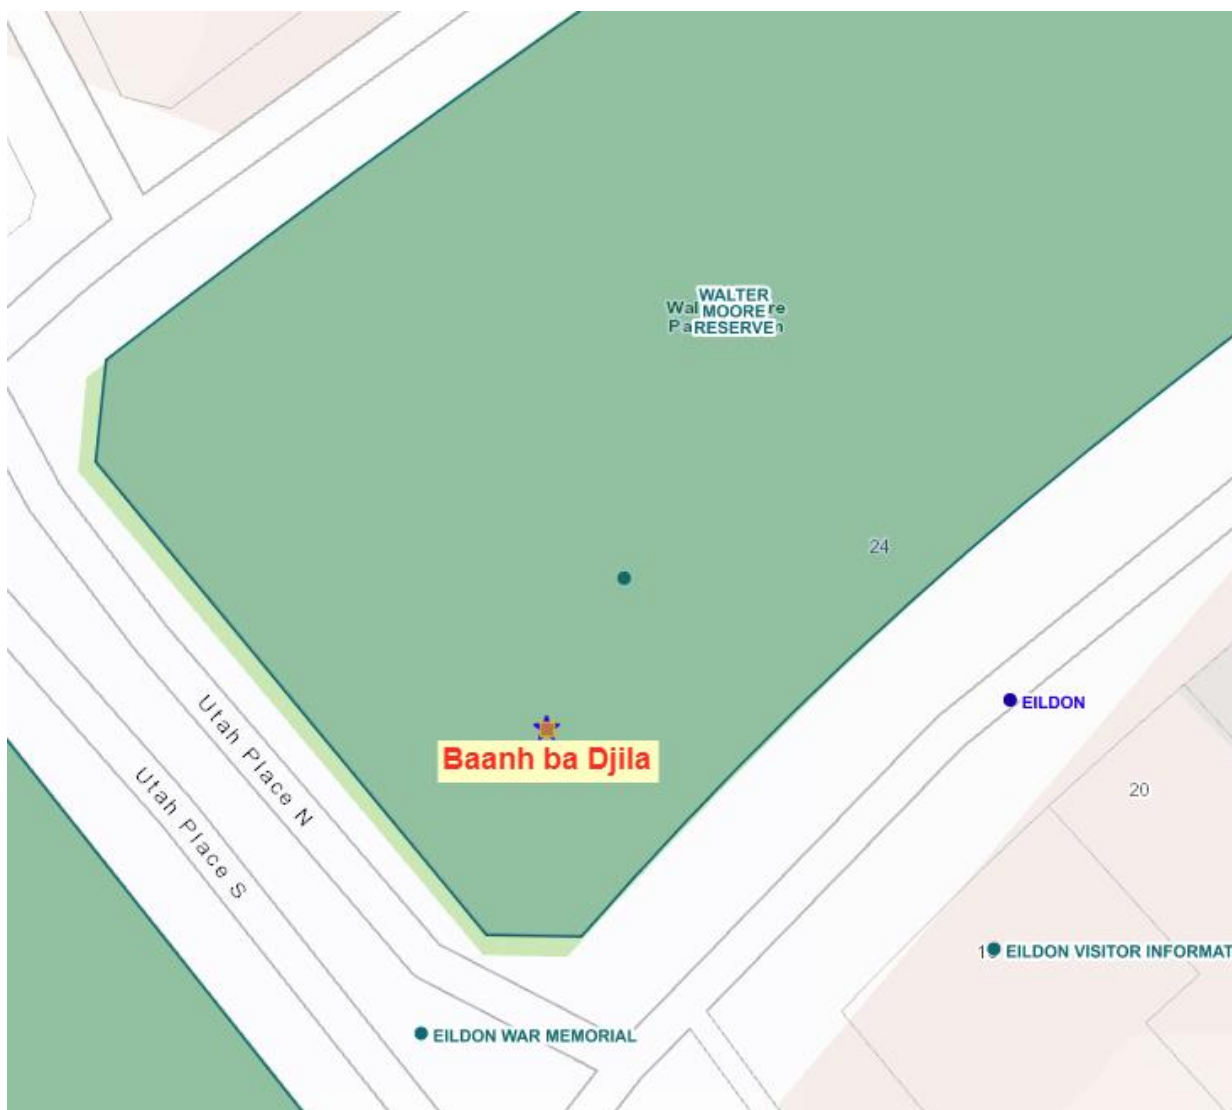 WALTER
MOORE
RESERVE
24
EILDON
Baanh ba Djila
Utah Place N
Utah Place S
20
EILDON VISITOR INFORMAT
EILDON WAR MEMORIAL